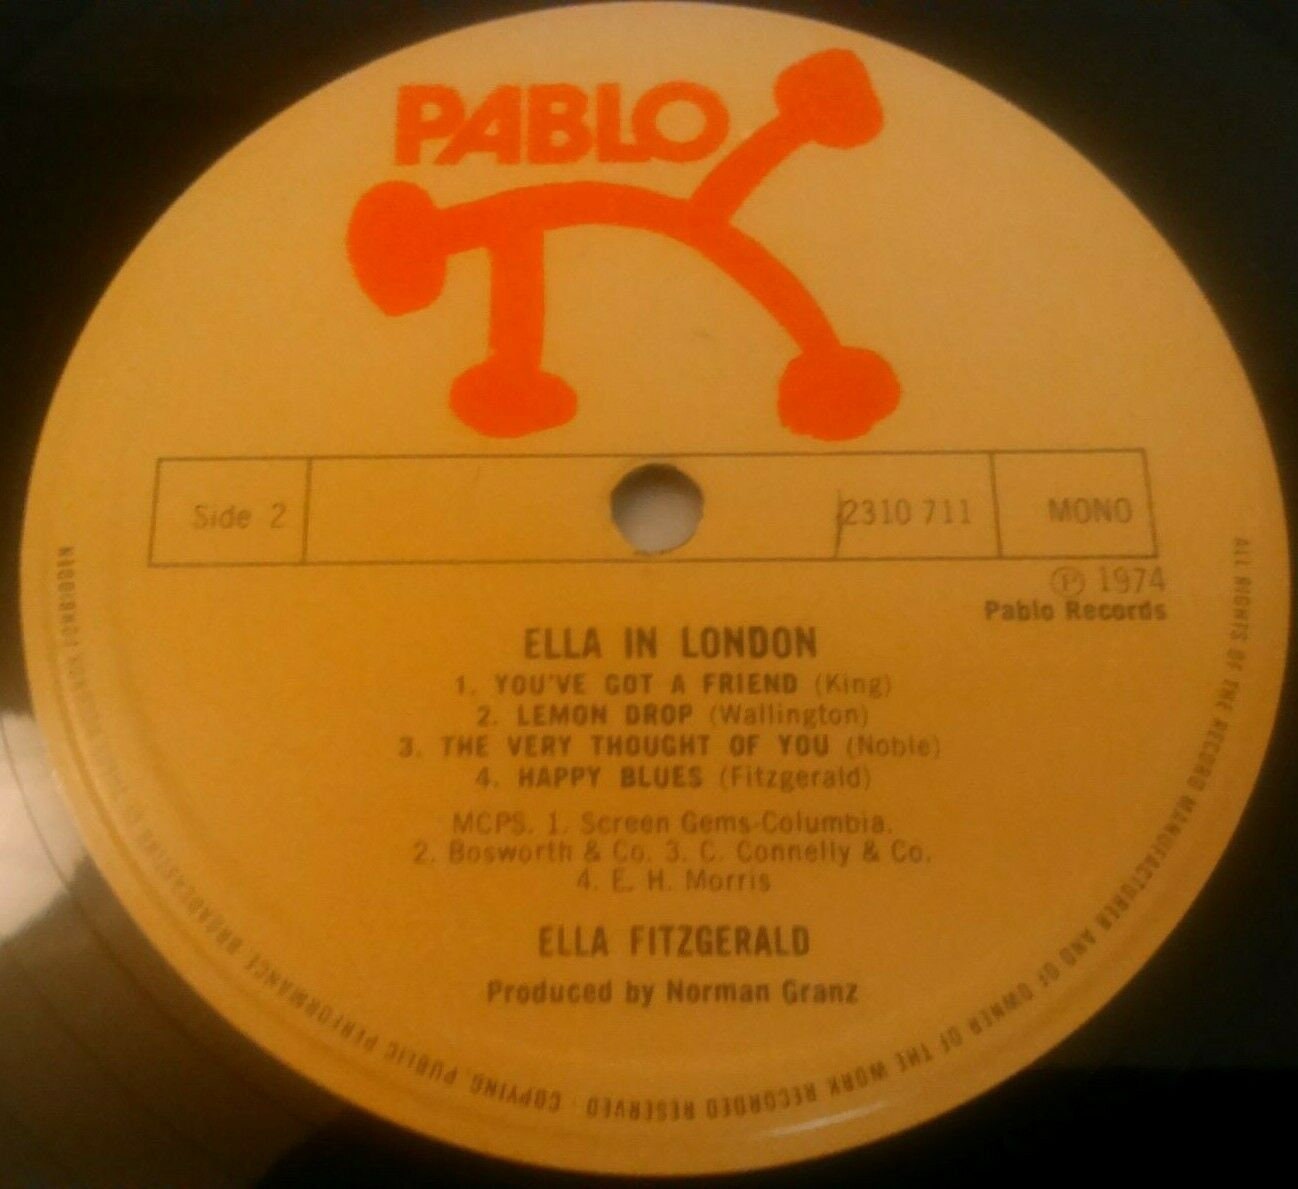 PABLO
Side 2
2310 711
MONO
Ⓟ 1974
Pablo Records
ELLA IN LONDON
1. YOU'VE GOT A FRIEND (King)
2. LEMON DROP (Wallington)
3. THE VERY THOUGHT OF YOU (Noble)
4. HAPPY BLUES (Fitzgerald)
MCPS. 1. Screen Gems-Columbia.
2. Bosworth & Co. 3. C. Connelly & Co.
4. E. H. Morris
ELLA FITZGERALD
Produced by Norman Granz
ALL RIGHTS OF THE RECORD MANUFACTURER AND OF OWNER OF THE WORK RECORDED RESERVED · COPYING, PUBLIC PERFORMANCE BROADCASTING